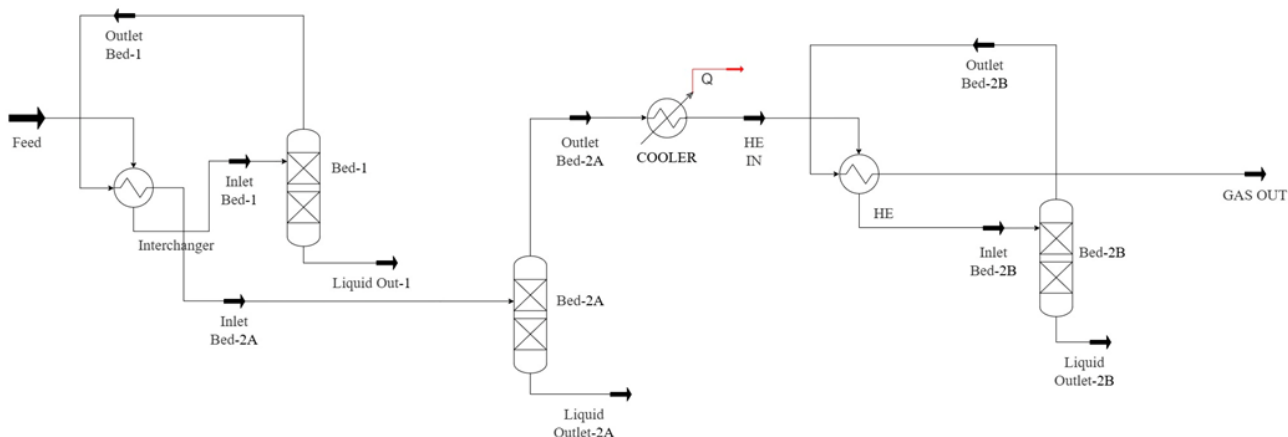 Outlet
Bed-1
Feed
Interchanger
Inlet
Bed-1
Bed-1
Liquid Out-1
Inlet
Bed-2A
Outlet
Bed-2A
Bed-2A
Liquid
Outlet-2A
Q
COOLER
HE
IN
Outlet
Bed-2B
HE
GAS OUT
Inlet
Bed-2B
Bed-2B
Liquid
Outlet-2B